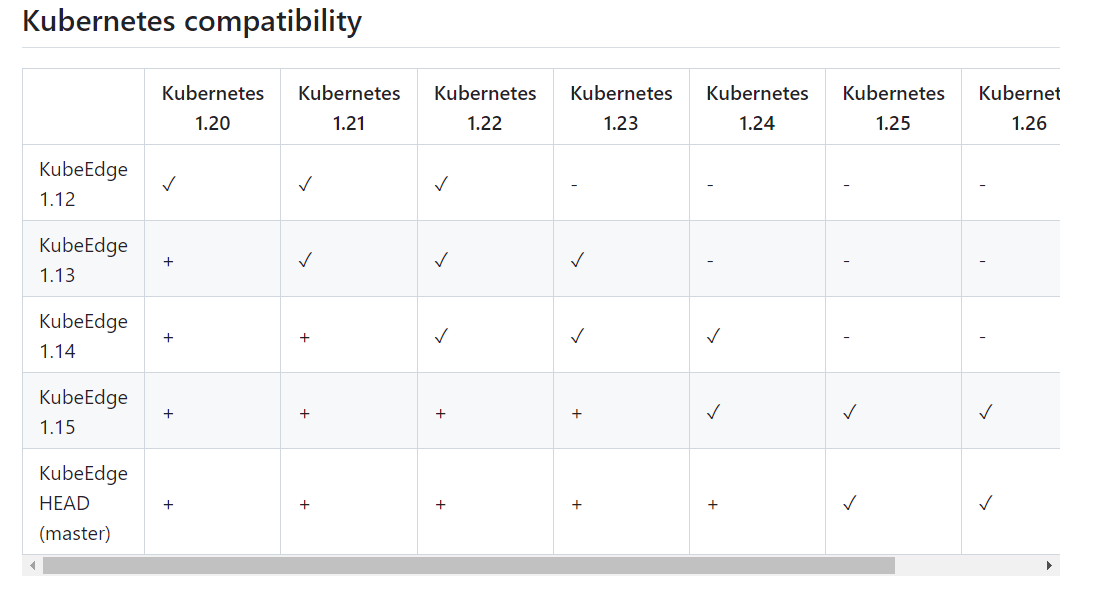 Kubernetes compatibility
Kubernetes 1.20 Kubernetes 1.21 Kubernetes 1.22 Kubernetes 1.23 Kubernetes 1.24 Kubernetes 1.25 Kubernet 1.26
KubeEdge 1.12 ✓ ✓ ✓ - - - -
KubeEdge 1.13 + ✓ ✓ ✓ - - -
KubeEdge 1.14 + + ✓ ✓ ✓ - -
KubeEdge 1.15 + + + + ✓ ✓ ✓
KubeEdge HEAD (master) + + + + + ✓ ✓